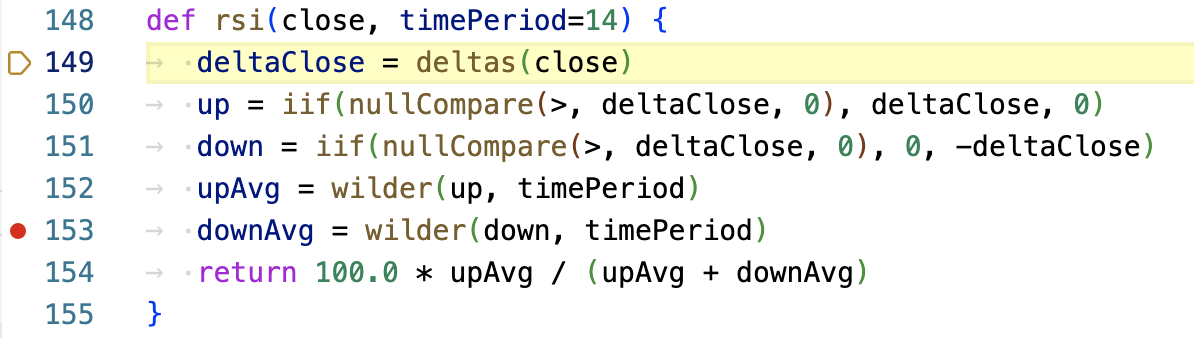 148 def rsi(close, timePeriod=14) {
149 deltaClose = deltas(close)
150 up = iif(nullCompare(>, deltaClose, 0), deltaClose, 0)
151 down = iif(nullCompare(>, deltaClose, 0), 0, -deltaClose)
152 upAvg = wilder(up, timePeriod)
153 downAvg = wilder(down, timePeriod)
154 return 100.0 * upAvg / (upAvg + downAvg)
155 }